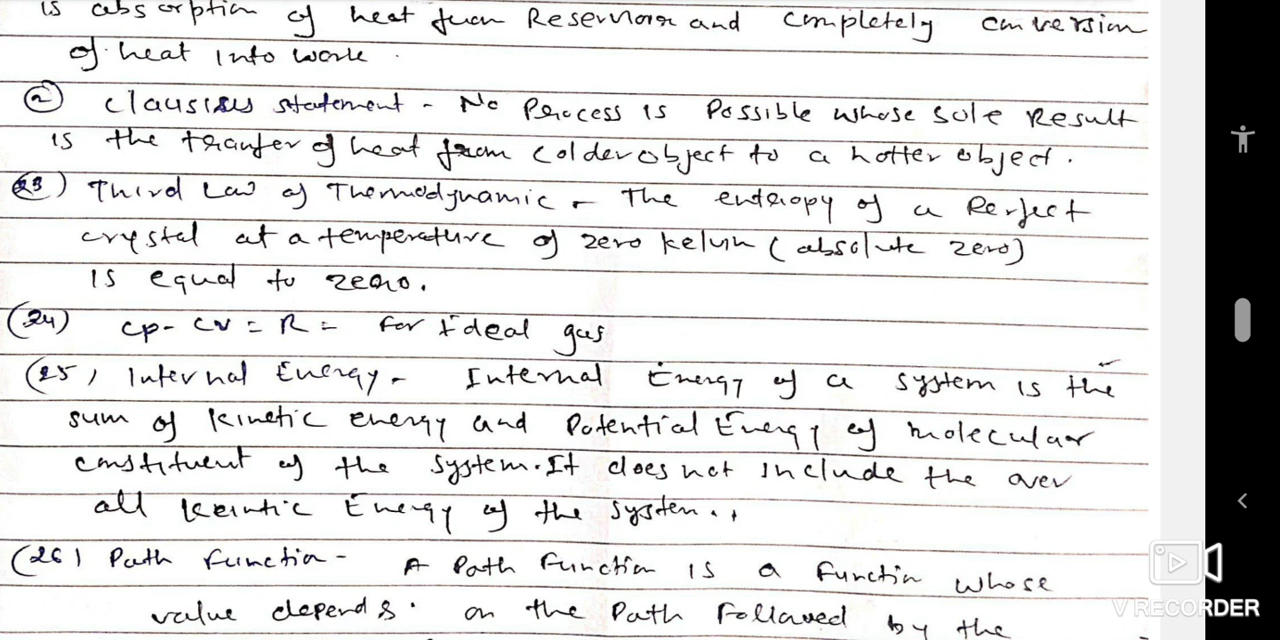 is absorption of heat from Reservoir and completely conversion
of heat into work.
(2) Clausius statement - No Process is Possible whose sole Result
is the tranfer of heat from colder object to a hotter object.
(23) Third Law of Thermodynamic - The entropy of a Perfect
crystal at a temperature of zero kelvin (absolute zero)
is equal to zero.
(24) Cp - Cv = R = For Ideal gas
(25) Internal Energy - Internal Energy of a system is the
sum of kinetic energy and Potential Energy of molecular
constituent of the system. It does not include the over
all Keintic Energy of the system..
(26) Path Function - A Path Function is a Function whose
value depends on the Path Followed by the
V RECORDER